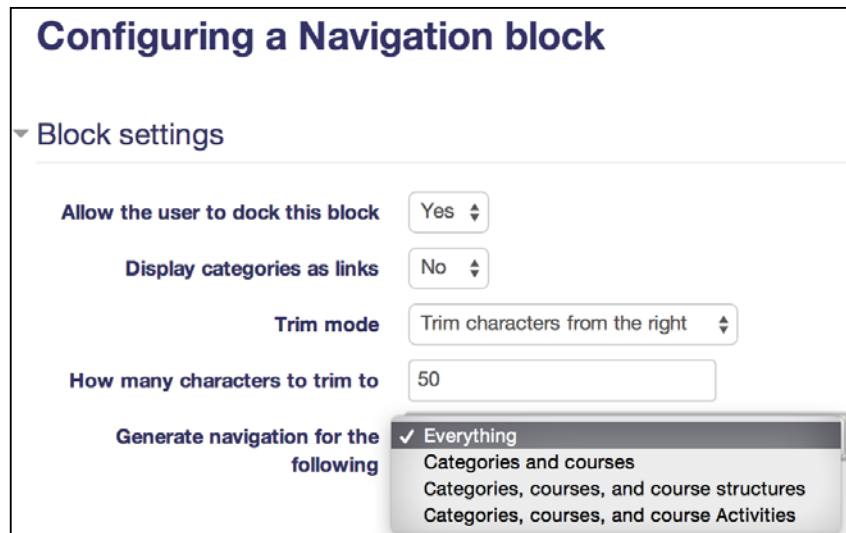 Configuring a Navigation block
Block settings
Allow the user to dock this block Yes
Display categories as links No
Trim mode Trim characters from the right
How many characters to trim to 50
Generate navigation for the
following
✓ Everything
Categories and courses
Categories, courses, and course structures
Categories, courses, and course Activities